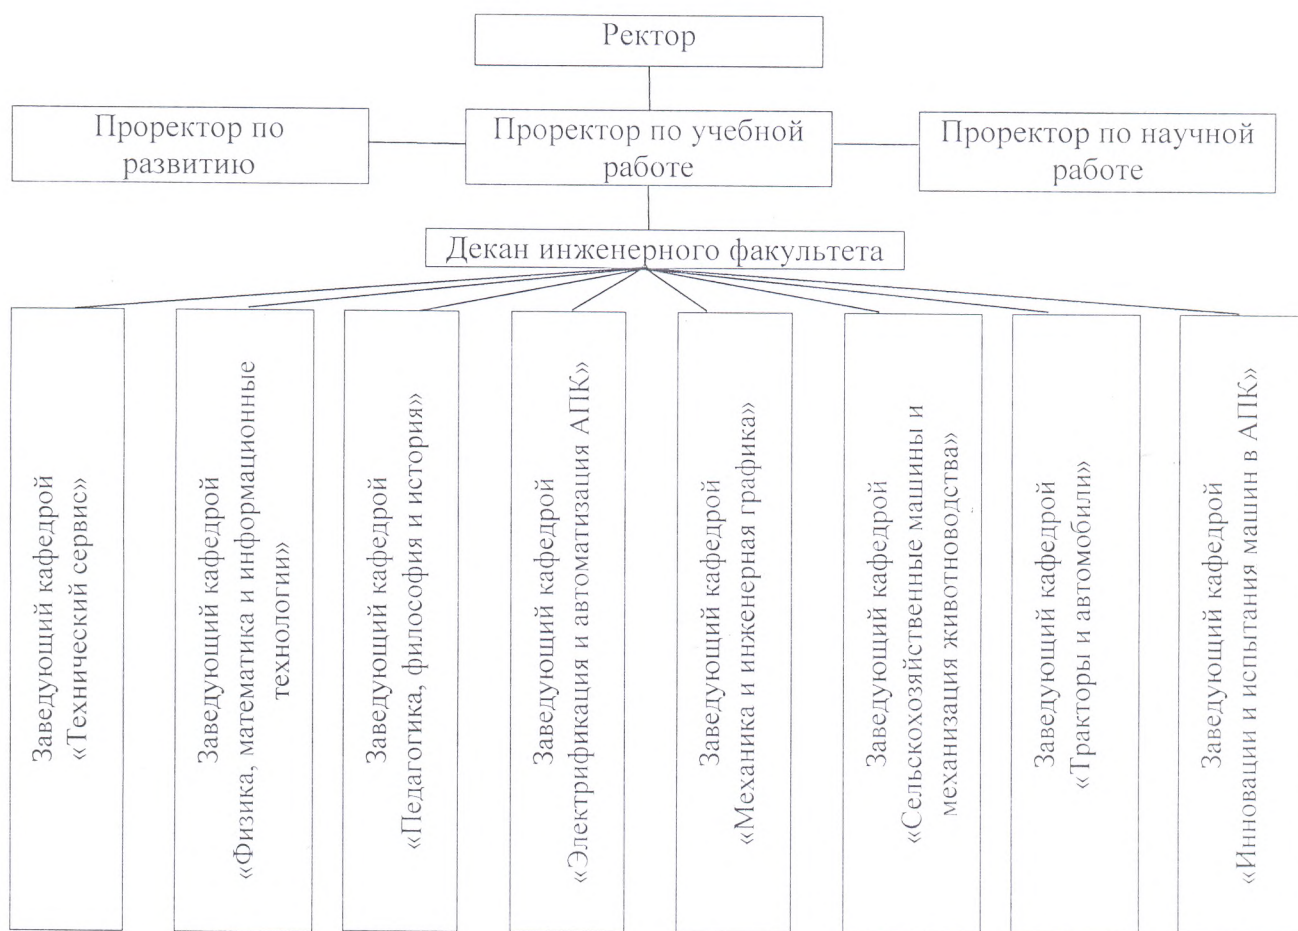 Ректор
Проректор по
развитию
Проректор по учебной
работе
Проректор по научной
работе
Декан инженерного факультета
Заведующий кафедрой
«Технический сервис»
Заведующий кафедрой
«Физика, математика и информационные
технологии»
Заведующий кафедрой
«Педагогика, философия и история»
Заведующий кафедрой
«Электрификация и автоматизация АПК»
Заведующий кафедрой
«Механика и инженерная графика»
Заведующий кафедрой
«Сельскохозяйственные машины и
механизация животноводства»
Заведующий кафедрой
«Тракторы и автомобили»
Заведующий кафедрой
«Инновации и испытания машин в АПК»